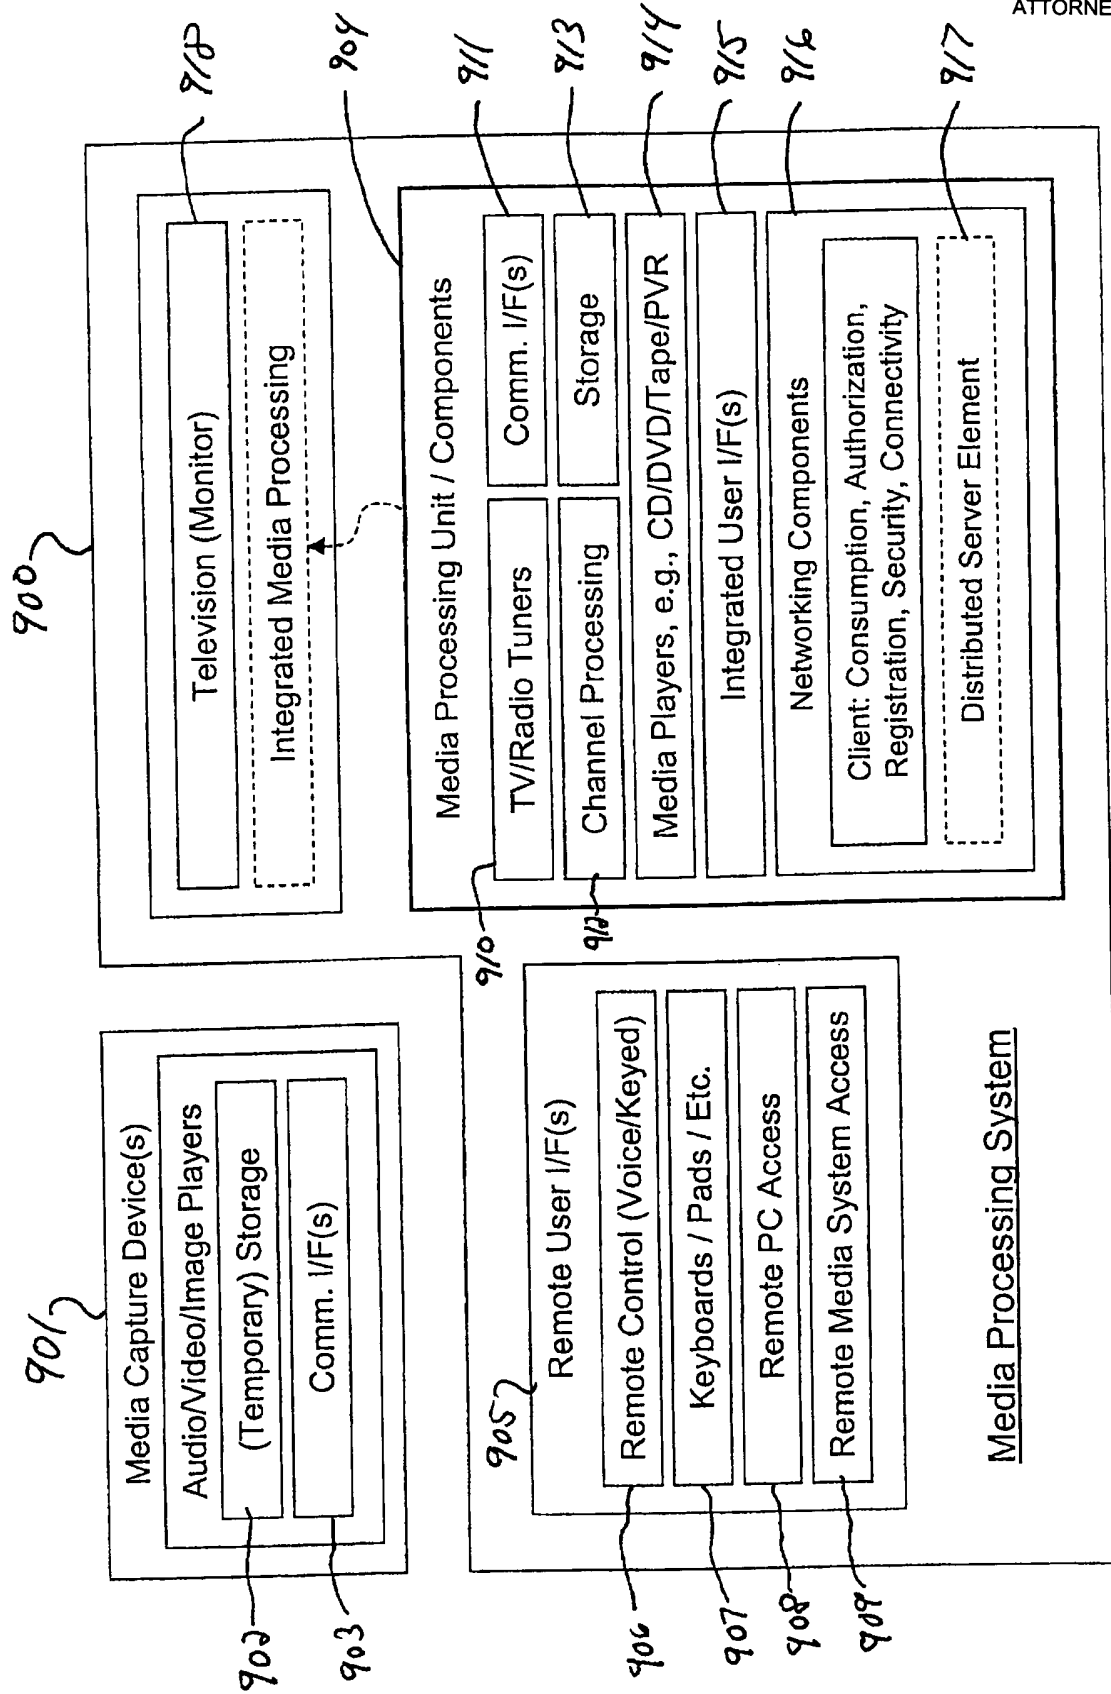 ATTORNE
900
901
Media Capture Device(s)
Audio/Video/Image Players
(Temporary) Storage
Comm. I/F(s)
902
903
Television (Monitor)
Integrated Media Processing
918
904
Media Processing Unit / Components
TV/Radio Tuners
Comm. I/F(s)
910
911
Channel Processing
Storage
912
913
Media Players, e.g., CD/DVD/Tape/PVR
914
Integrated User I/F(s)
915
Networking Components
916
Client: Consumption, Authorization,
Registration, Security, Connectivity
Distributed Server Element
917
905
Remote User I/F(s)
Remote Control (Voice/Keyed)
Keyboards / Pads / Etc.
Remote PC Access
Remote Media System Access
906
907
908
909
Media Processing System